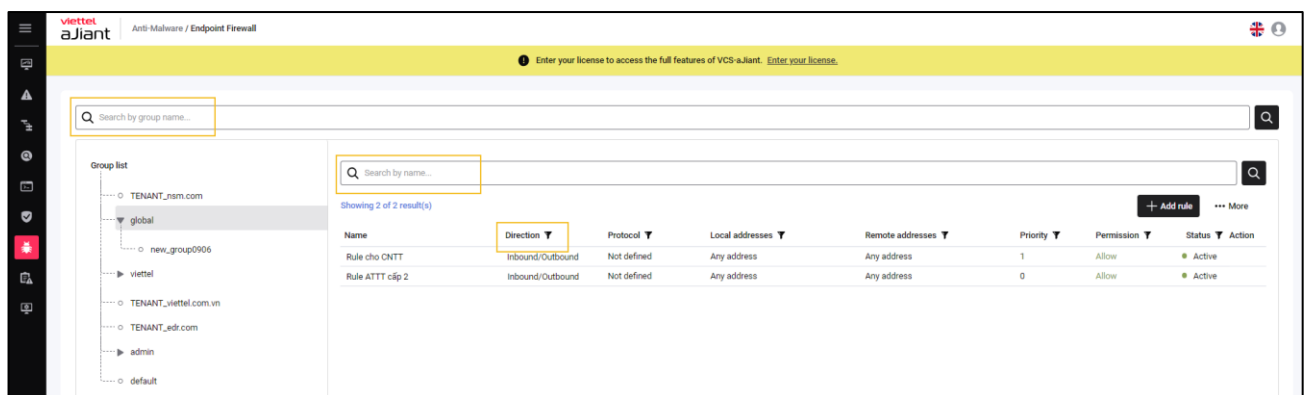 viettel
aJiant
Anti-Malware / Endpoint Firewall
Enter your license to access the full features of VCS-aJiant. Enter your license.
Search by group name...
Group list
TENANT_nsm.com
global
new_group0906
viettel
TENANT_viettel.com.vn
TENANT_edr.com
admin
default
Search by name...
Showing 2 of 2 result(s)
Add rule
More
Name Direction Protocol Local addresses Remote addresses Priority Permission Status Action
Rule cho CNTT Inbound/Outbound Not defined Any address Any address 1 Allow Active
Rule ATTT cấp 2 Inbound/Outbound Not defined Any address Any address 0 Allow Active